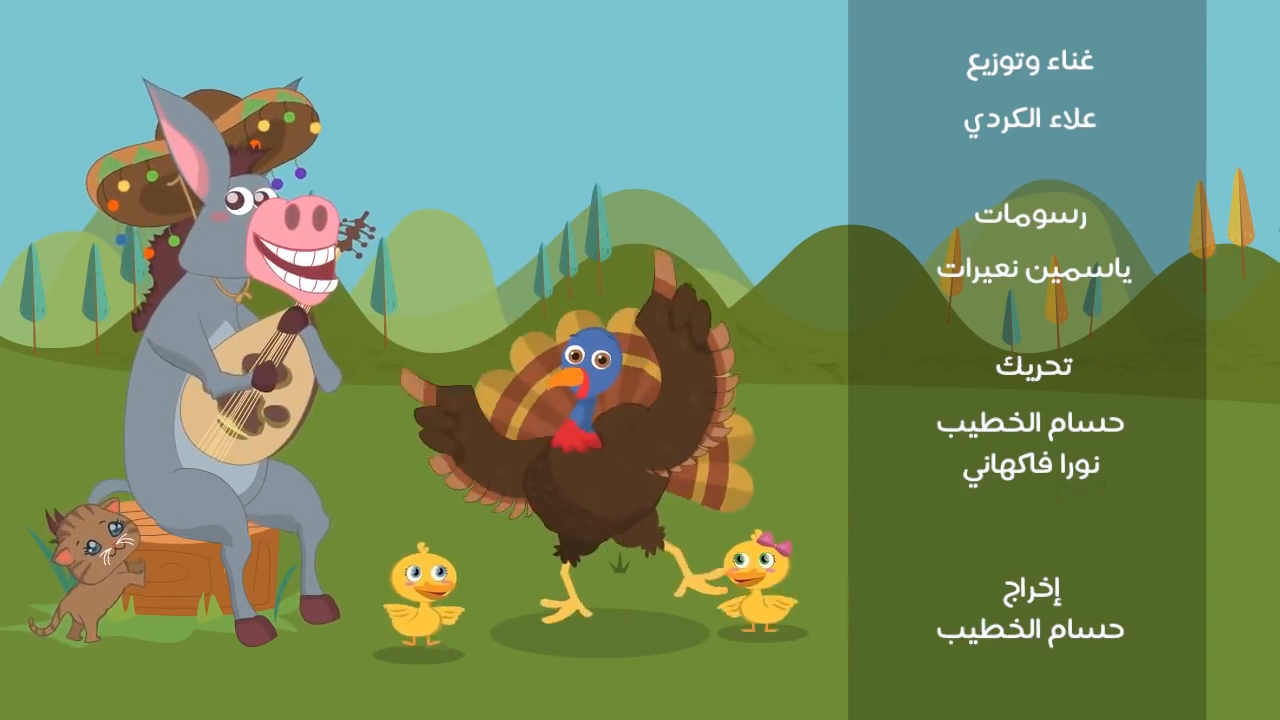 غناء وتوزيع
علاء الكردي
رسومات
ياسمين نعيرات
تحريك
حسام الخطيب
نورا فاكهاني
إخراج
حسام الخطيب